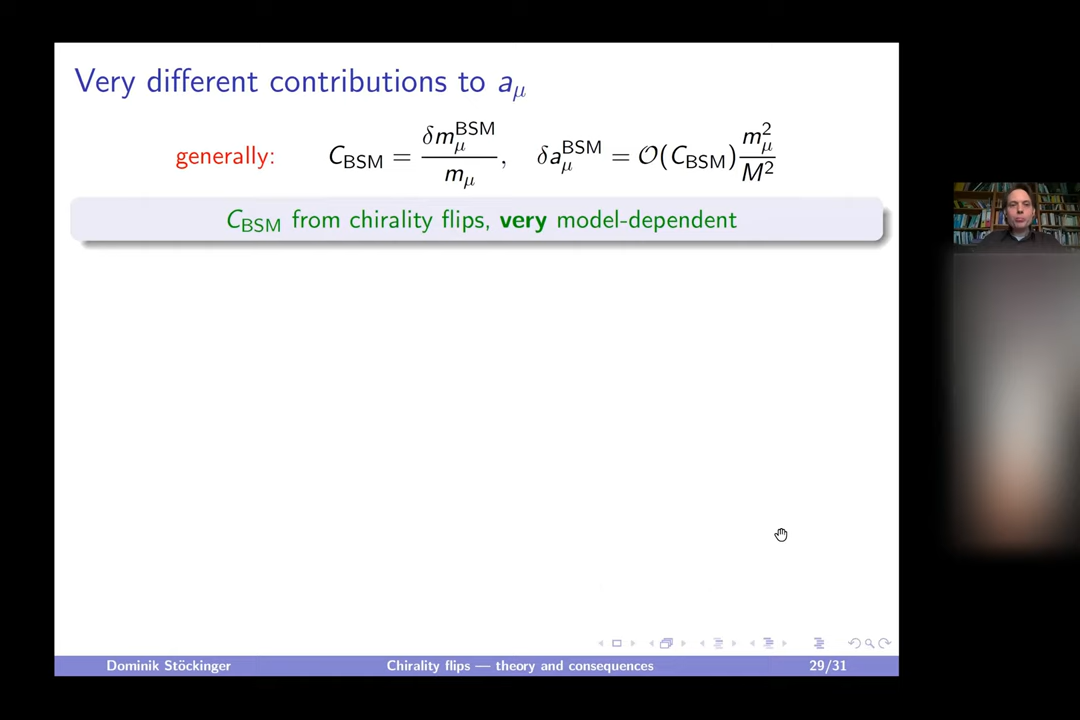 Very different contributions to aμ
generally: C_BSM = δm_μ^BSM / m_μ, δa_μ^BSM = 𝒪(C_BSM) m_μ^2 / M^2
C_BSM from chirality flips, very model-dependent
Dominik Stöckinger Chirality flips — theory and consequences 29/31